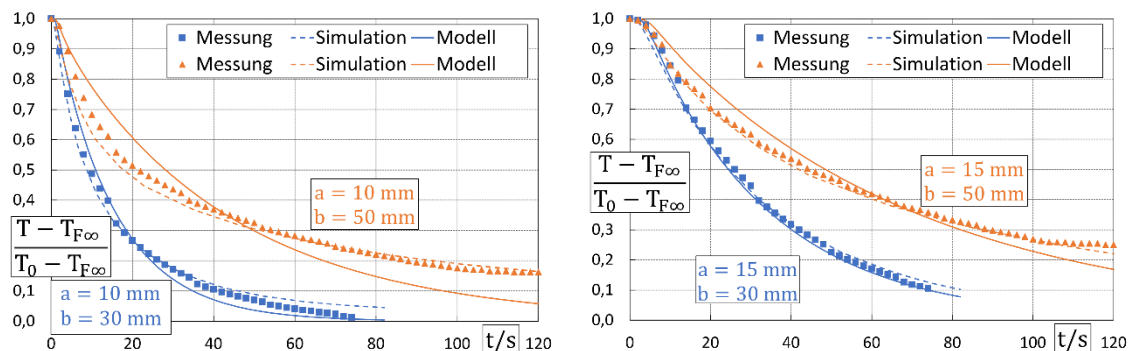 1,0
0,9
0,8
0,7
0,6
0,5
0,4
0,3
0,2
0,1
0,0
Messung Simulation Modell
Messung Simulation Modell
a = 10 mm
b = 50 mm
T − TF∞
T0 − TF∞
a = 10 mm
b = 30 mm
t/s
0 20 40 60 80 100 120
1,0
0,9
0,8
0,7
0,6
0,5
0,4
0,3
0,2
0,1
0,0
Messung Simulation Modell
Messung Simulation Modell
a = 15 mm
b = 50 mm
T − TF∞
T0 − TF∞
a = 15 mm
b = 30 mm
t/s
0 20 40 60 80 100 120